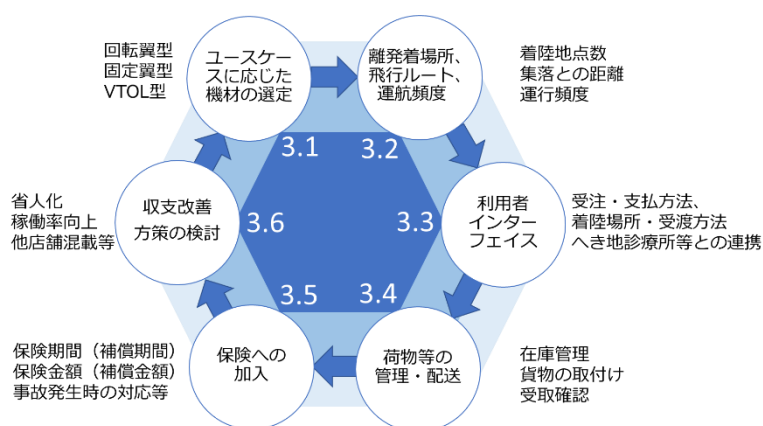 回転翼型
固定翼型
VTOL型
ユースケー
スに応じた
機材の選定
離発着場所、
飛行ルート、
運航頻度
着陸地点数
集落との距離
運行頻度
3.1
3.2
省人化
稼働率向上
他店舗混載等
収支改善
方策の検討
3.6
3.3
利用者
インター
フェイス
受注・支払方法、
着陸場所・受渡方法
へき地診療所等との連携
3.5
3.4
保険期間（補償期間）
保険金額（補償金額）
事故発生時の対応等
保険への
加入
荷物等の
管理・配送
在庫管理
貨物の取付け
受取確認